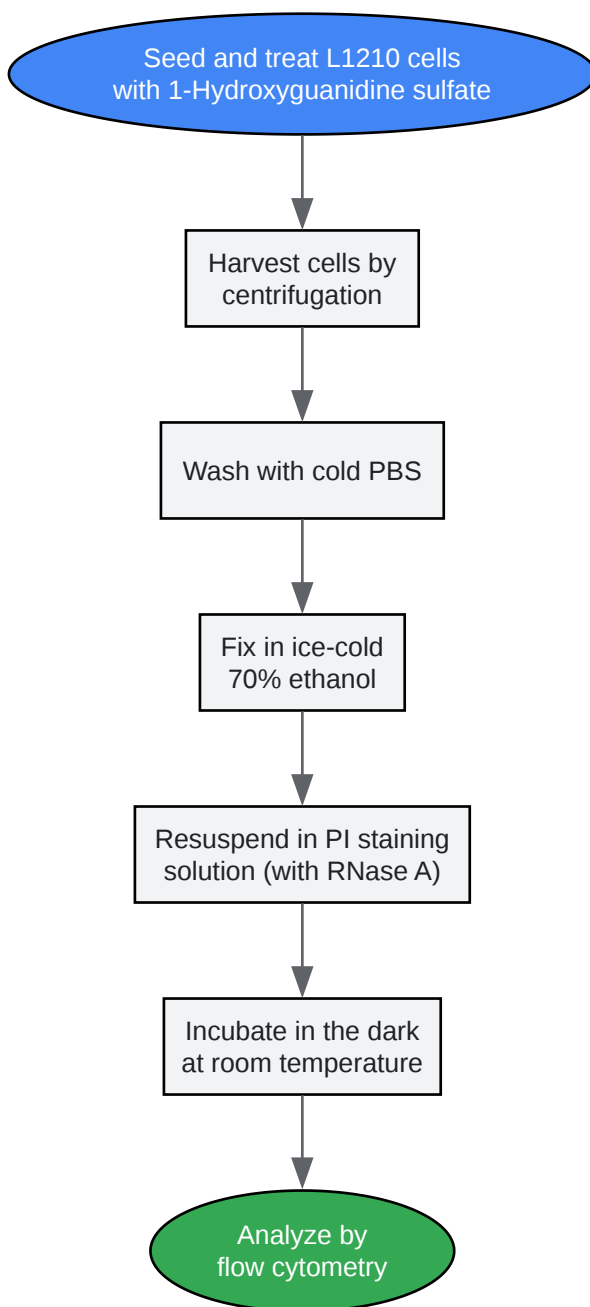 Seed and treat L1210 cells
with 1-Hydroxyguanidine sulfate
Harvest cells by
centrifugation
Wash with cold PBS
Fix in ice-cold
70% ethanol
Resuspend in PI staining
solution (with RNase A)
Incubate in the dark
at room temperature
Analyze by
flow cytometry